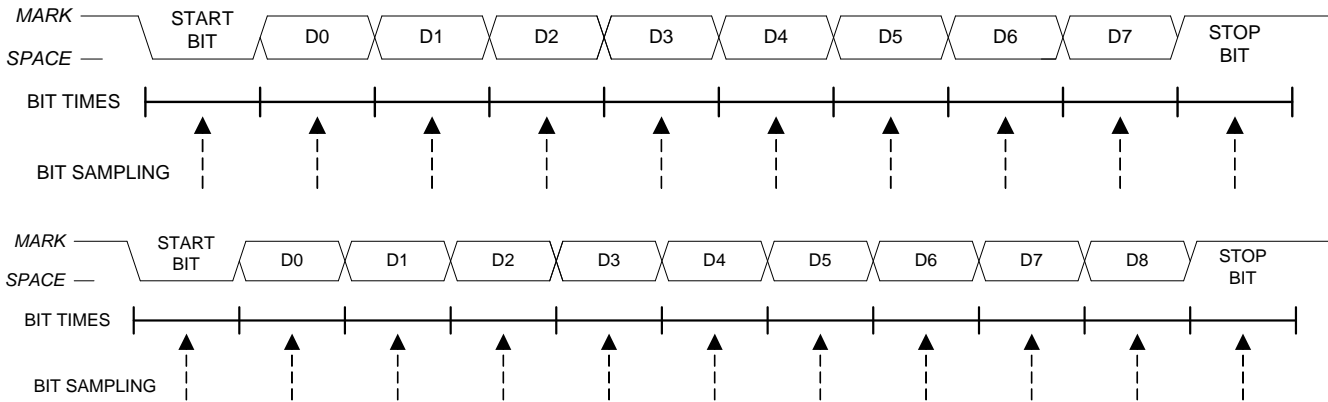 MARK START BIT D0 D1 D2 D3 D4 D5 D6 D7 STOP BIT
SPACE
BIT TIMES
BIT SAMPLING
MARK START BIT D0 D1 D2 D3 D4 D5 D6 D7 D8 STOP BIT
SPACE
BIT TIMES
BIT SAMPLING